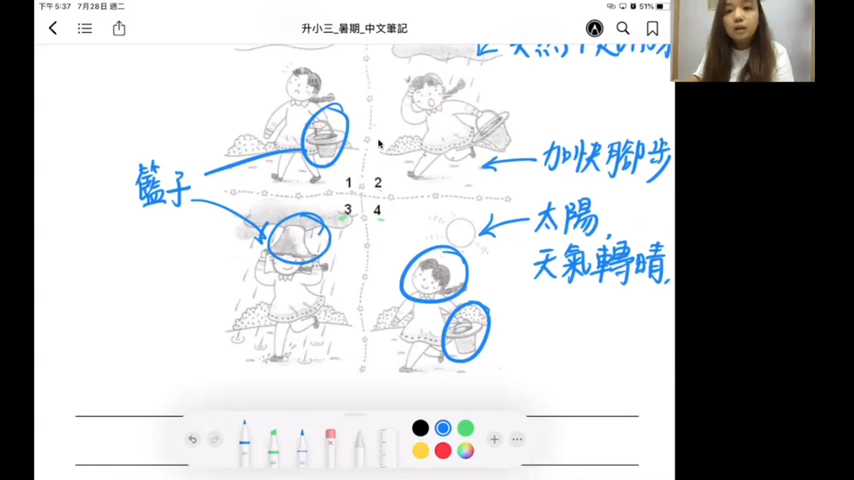 下午5:37 7月28日 週二
51%
升小三_暑期_中文筆記
加快腳步
籃子
1 2
3 4
太陽,
天氣轉晴,